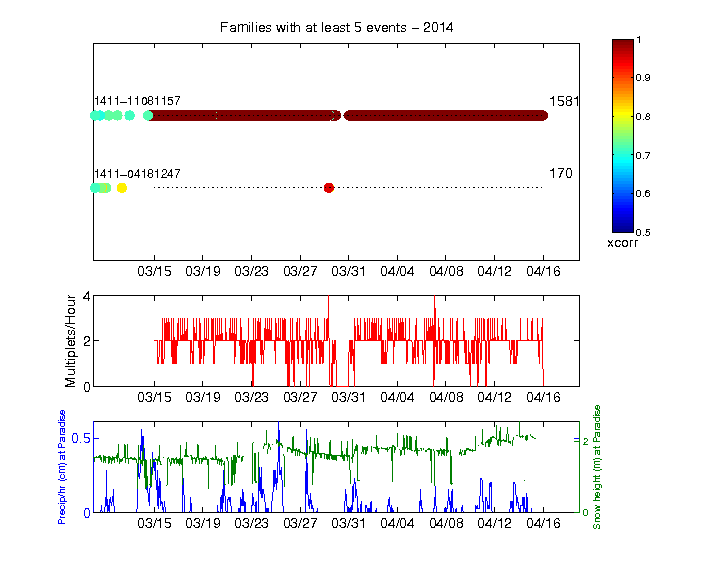 Families with at least 5 events – 2014
1411–11081157
1581
1411–04181247
170
03/15 03/19 03/23 03/27 03/31 04/04 04/08 04/12 04/16
1
0.9
0.8
0.7
0.6
0.5
xcorr
Multiplets/Hour
4
2
0
03/15 03/19 03/23 03/27 03/31 04/04 04/08 04/12 04/16
Precip/hr (cm) at Paradise
0.5
0
2
0
Snow height (m) at Paradise
03/15 03/19 03/23 03/27 03/31 04/04 04/08 04/12 04/16